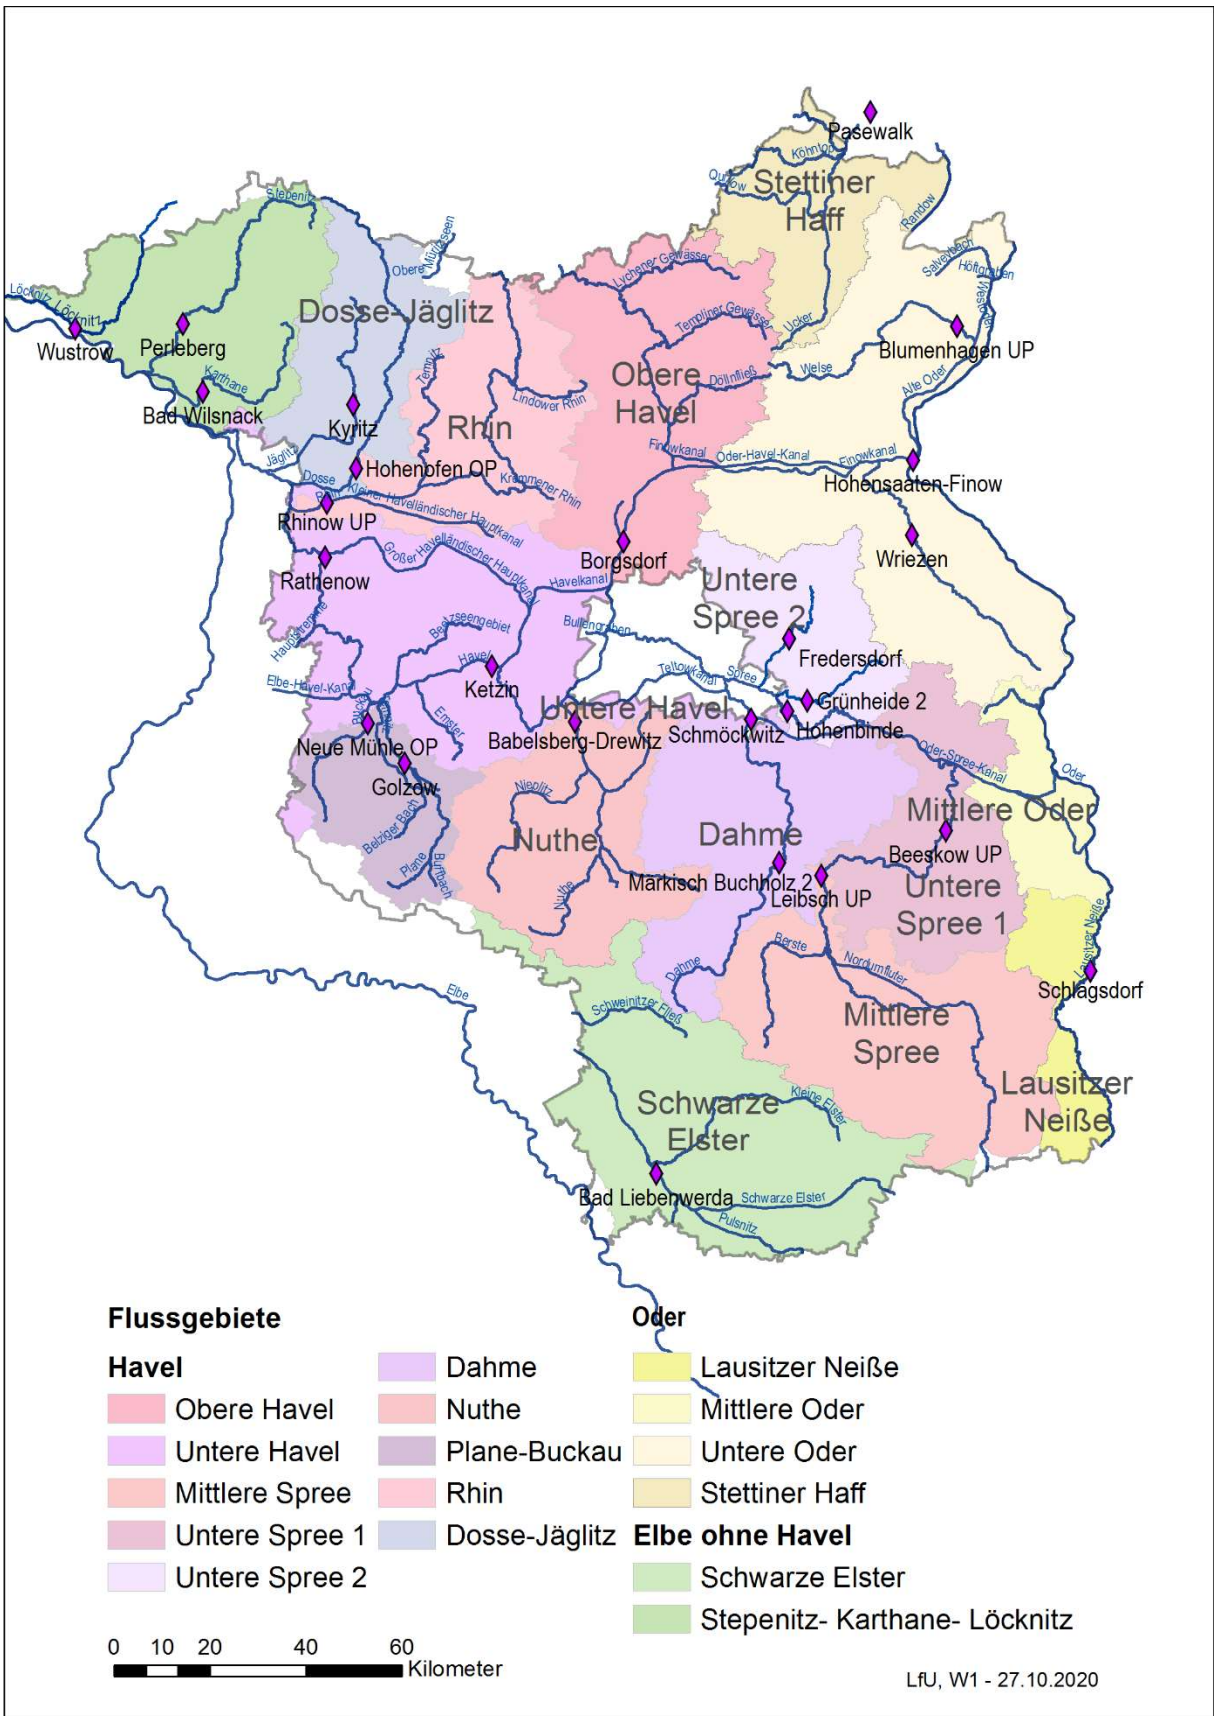 Pasewalk
Köhntop
Quillow
Stettiner
Haff
Stepenitz
Randow
Obere
Müritzseen
Salveybach
Höftgraben
Westoder
Lychener Gewässer
Löcknitz
Löcknit1
Dosse-Jäglitz
Templiner Gewässer
Ucker
Wustrow
Perleberg
Blumenhagen UP
Temnitz
Welse
Karthane
Obere
Havel
Döllnfließ
Alte Oder
Bad Wilsnack
Lindower Rhin
Kyritz
Rhin
Jäglitz
Finowkanal
Oder-Havel-Kanal
Finowkanal
Hohenofen OP
Dosse
Kremmener Rhin
Hohensaaten-Finow
Rhin
Kleiner Havelländischer Hauptkanal
Rhinow UP
Großer Havelländischer Hauptkanal
Borgsdorf
Wriezen
Rathenow
Havelkanal
Untere
Spree 2
Hauptstremme
Beetzseengebiet
Bullengraben
Fredersdorf
Havel
Elbe-Havel-Kanal
Ketzin
Teltowkanal
Spree
Buckau
Emster
Untere Havel
Grünheide 2
Hohenbinde
Neue Mühle OP
Babelsberg-Drewitz
Schmöckwitz
Golzow
Oder-Spree-Kanal
Oder
Nieplitz
Mittlere Oder
Belziger Bach
Nuthe
Dahme
Beeskow UP
Plane
Buffbach
Nuthe
Märkisch Buchholz 2
Leibsch UP
Untere
Spree 1
Lausitzer Neiße
Berste
Nordumfluter
Dahme
Schlagsdorf
Elbe
Schweinitzer Fließ
Mittlere
Spree
Lausitzer
Neiße
Schwarze
Elster
Kleine Elster
Bad Liebenwerda
Schwarze Elster
Pulsnitz
Flussgebiete
Havel
Obere Havel
Untere Havel
Mittlere Spree
Untere Spree 1
Untere Spree 2
Dahme
Nuthe
Plane-Buckau
Rhin
Dosse-Jäglitz
Oder
Lausitzer Neiße
Mittlere Oder
Untere Oder
Stettiner Haff
Elbe ohne Havel
Schwarze Elster
Stepenitz- Karthane- Löcknitz
0 10 20 40 60
Kilometer
LfU, W1 - 27.10.2020